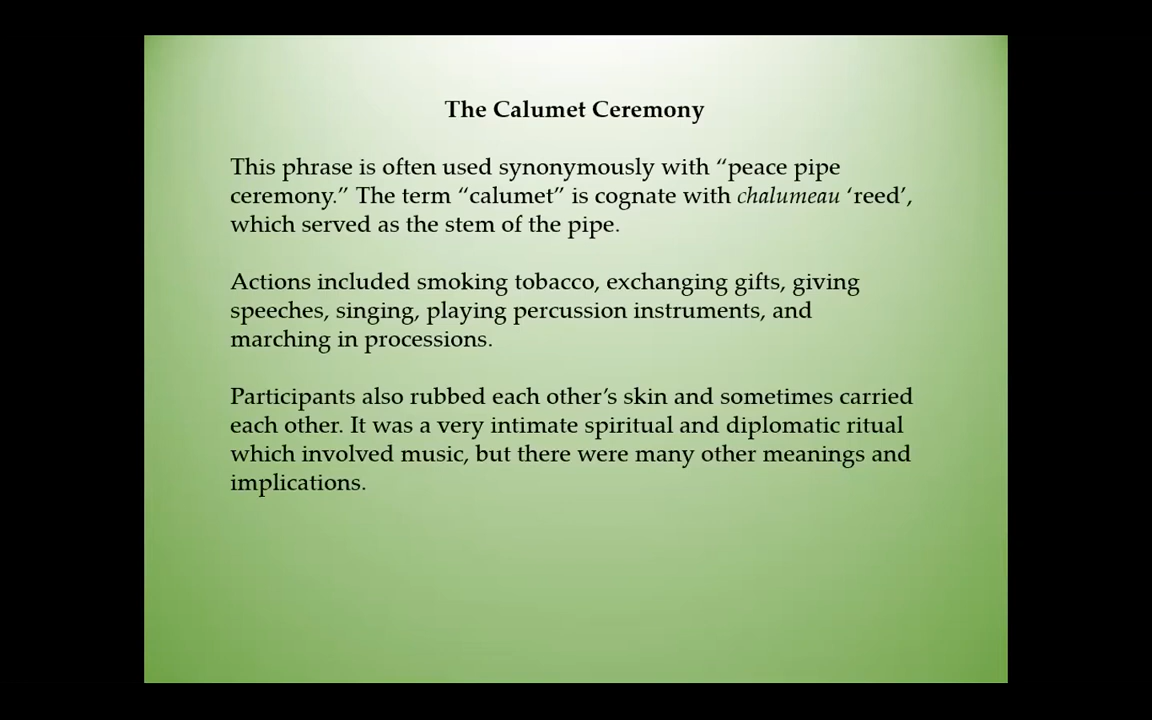 The Calumet Ceremony
This phrase is often used synonymously with “peace pipe
ceremony.” The term “calumet” is cognate with chalumeau ‘reed’,
which served as the stem of the pipe.
Actions included smoking tobacco, exchanging gifts, giving
speeches, singing, playing percussion instruments, and
marching in processions.
Participants also rubbed each other’s skin and sometimes carried
each other. It was a very intimate spiritual and diplomatic ritual
which involved music, but there were many other meanings and
implications.